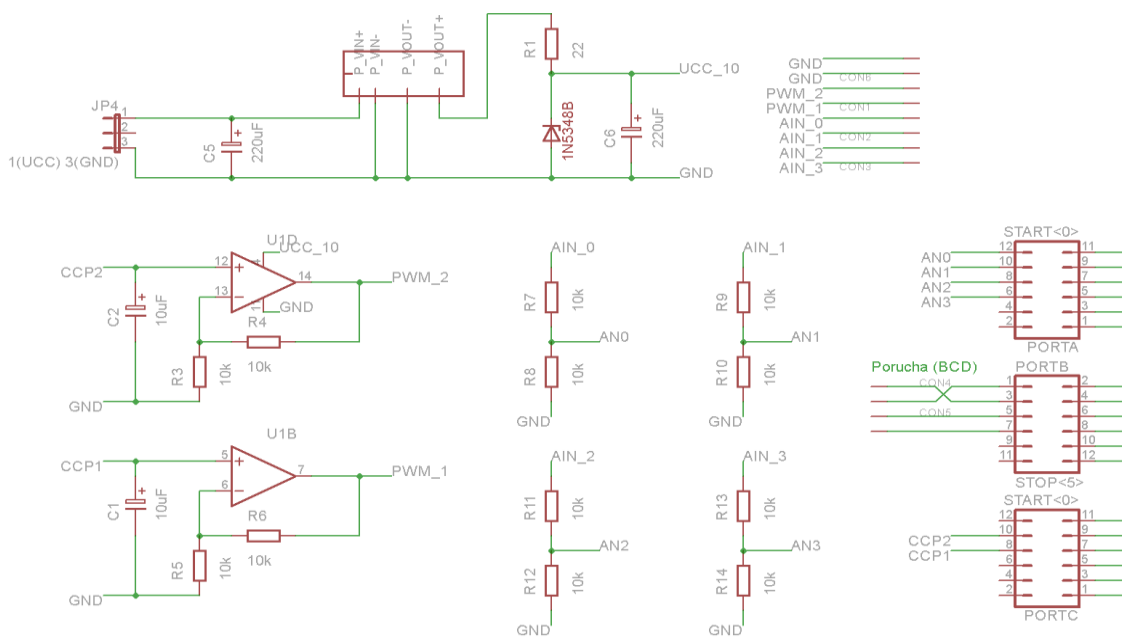 P_VIN+
P_VIN-
P_VOUT-
P_VOUT+
R1
22
UCC_10
JP4
1
2
3
1(UCC) 3(GND)
C5
+
220uF
1N5348B
C6
+
220uF
GND
GND
GND
CON6
PWM_2
PWM_1
CON1
AIN_0
AIN_1
CON2
AIN_2
AIN_3
CON3
U1D
UCC_10
CCP2
12
+
13
-
14
PWM_2
GND
C2
+
10uF
R4
10k
R3
10k
GND
U1B
CCP1
5
+
6
-
7
PWM_1
C1
+
10uF
R6
10k
R5
10k
GND
AIN_0
R7
10k
AN0
R8
10k
GND
AIN_1
R9
10k
AN1
R10
10k
GND
AIN_2
R11
10k
AN2
R12
10k
GND
AIN_3
R13
10k
AN3
R14
10k
GND
START<0>
AN0
AN1
AN2
AN3
12 11
10 9
8 7
6 5
4 3
2 1
PORTA
Porucha (BCD)
CON4
CON5
PORTB
1 2
3 4
5 6
7 8
9 10
11 12
STOP<5>
START<0>
CCP2
CCP1
12 11
10 9
8 7
6 5
4 3
2 1
PORTC